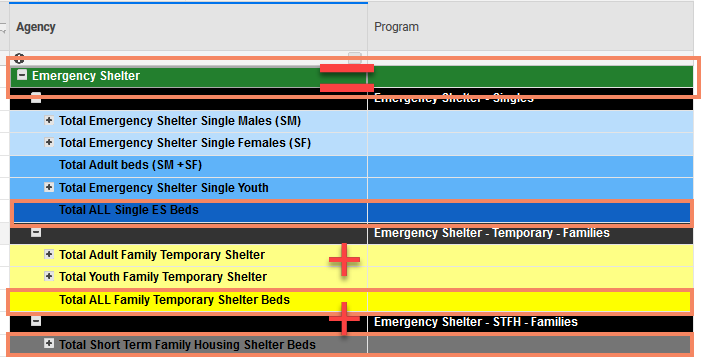 Agency Program
Emergency Shelter
Emergency Shelter - Singles
Total Emergency Shelter Single Males (SM)
Total Emergency Shelter Single Females (SF)
Total Adult beds (SM +SF)
Total Emergency Shelter Single Youth
Total ALL Single ES Beds
Emergency Shelter - Temporary - Families
Total Adult Family Temporary Shelter
Total Youth Family Temporary Shelter
Total ALL Family Temporary Shelter Beds
Emergency Shelter - STFH - Families
Total Short Term Family Housing Shelter Beds